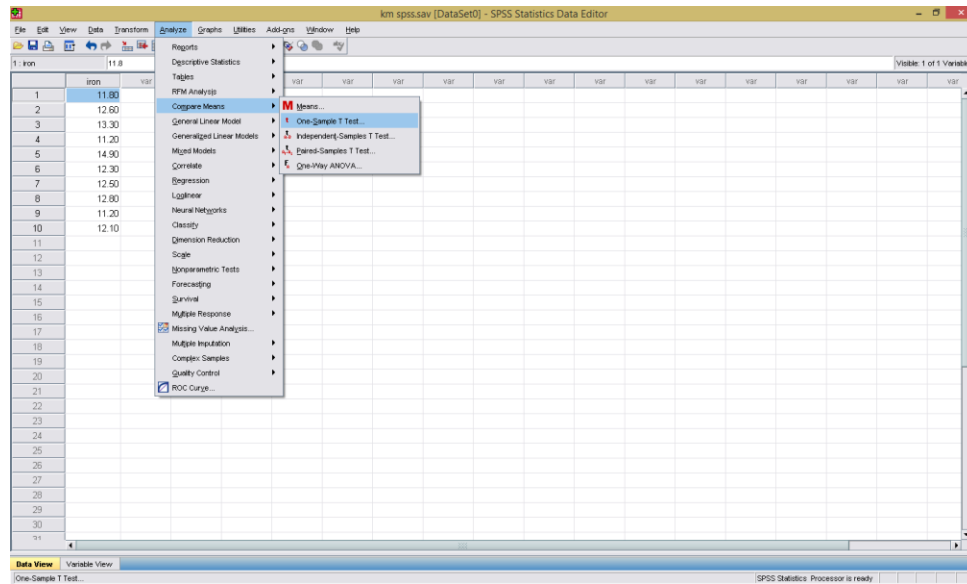 km spss.sav [DataSet0] - SPSS Statistics Data Editor
File Edit View Data Transform Analyze Graphs Utilities Add-ons Window Help
1 : iron 11.8 Visible: 1 of 1 Variable
iron var var var var var var var var var var var var
1 11.80
2 12.60
3 13.30
4 11.20
5 14.90
6 12.30
7 12.50
8 12.80
9 11.20
10 12.10
11
12
13
14
15
16
17
18
19
20
21
22
23
24
25
26
27
28
29
30
31
Reports
Descriptive Statistics
Tables
RFM Analysis
Compare Means
General Linear Model
Generalized Linear Models
Mixed Models
Correlate
Regression
Loglinear
Neural Networks
Classify
Dimension Reduction
Scale
Nonparametric Tests
Forecasting
Survival
Multiple Response
Missing Value Analysis...
Multiple Imputation
Complex Samples
Quality Control
ROC Curve...
M Means...
One-Sample T Test...
Independent-Samples T Test...
Paired-Samples T Test...
One-Way ANOVA...
Data View Variable View
One-Sample T Test... SPSS Statistics Processor is ready